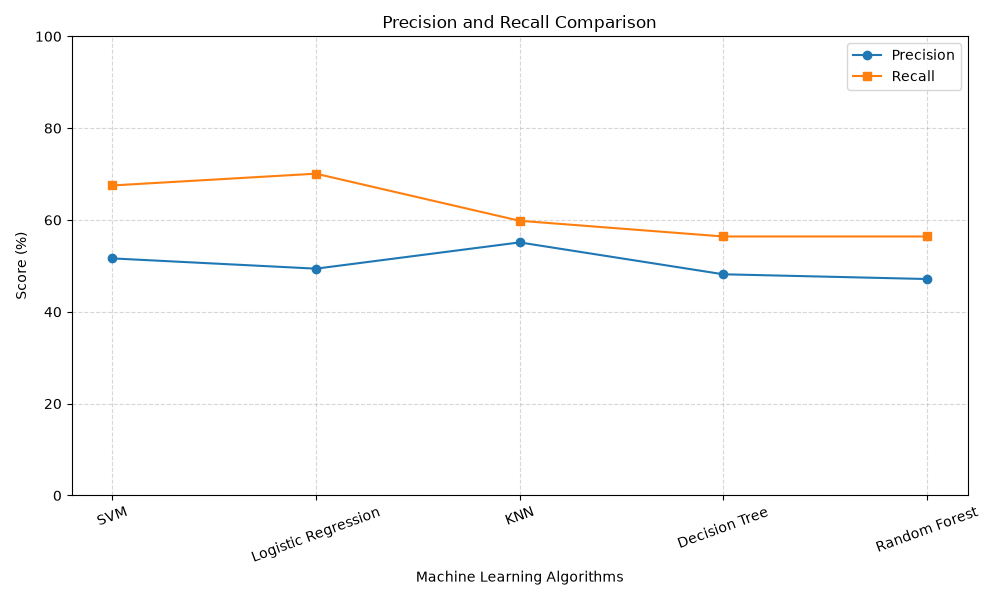 Precision and Recall Comparison
Precision
Recall
100
80
60
40
20
0
Score (%)
SVM
Logistic Regression
KNN
Decision Tree
Random Forest
Machine Learning Algorithms